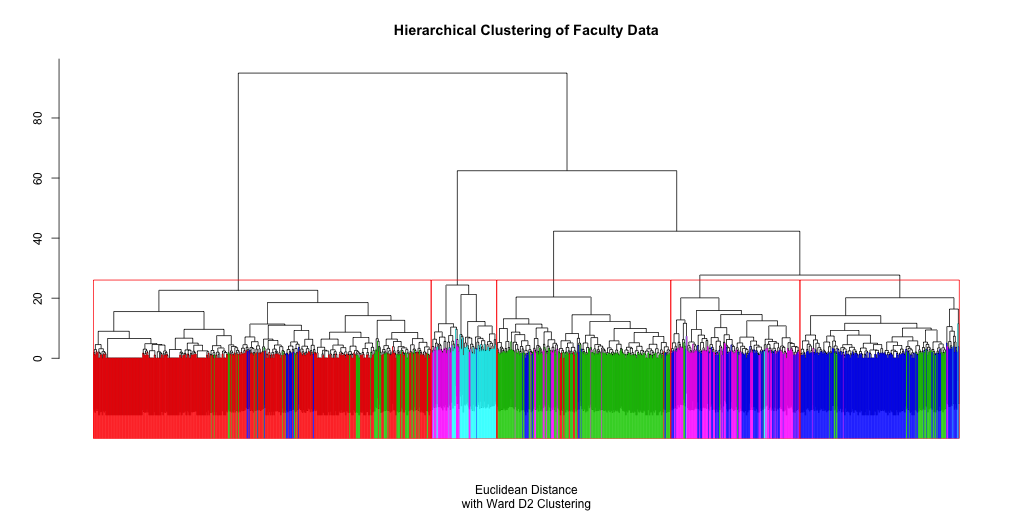 Hierarchical Clustering of Faculty Data
80
60
40
20
0
Euclidean Distance
with Ward D2 Clustering